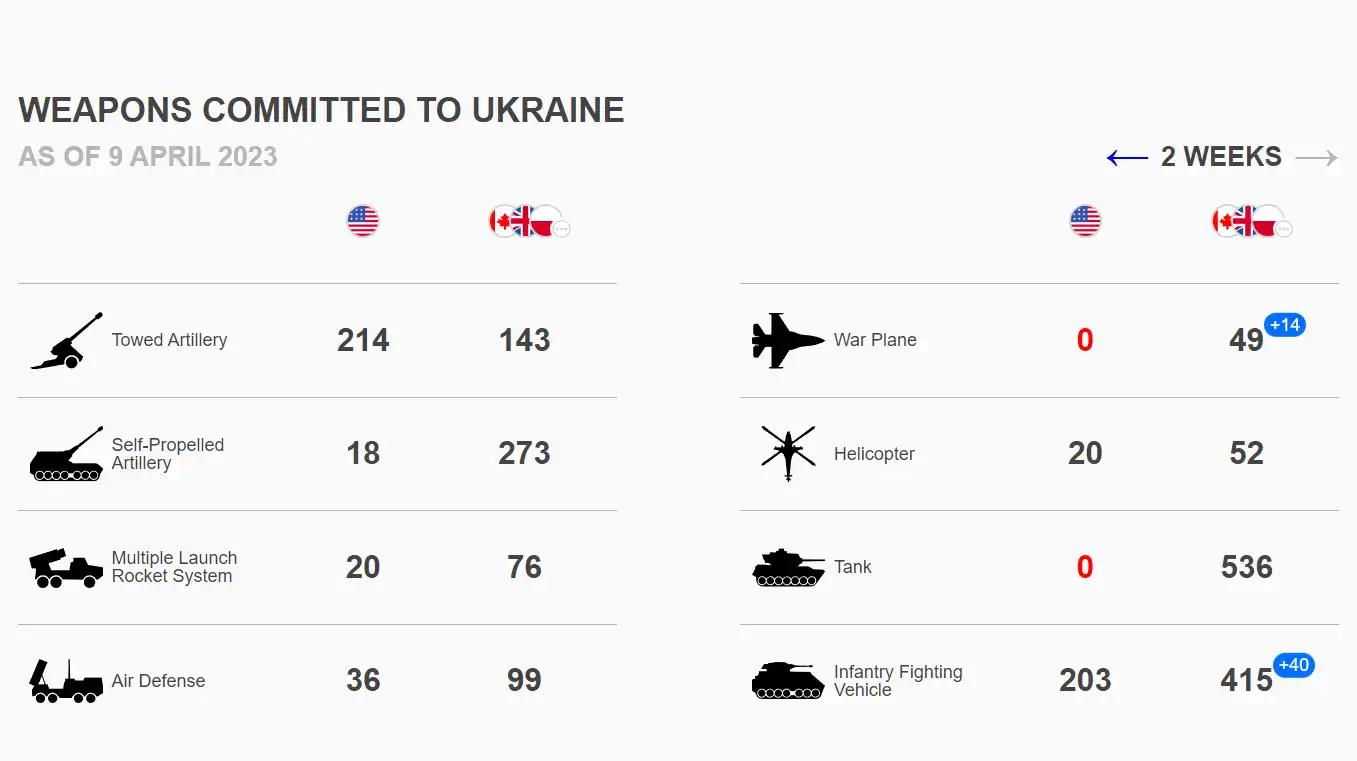 WEAPONS COMMITTED TO UKRAINE
AS OF 9 APRIL 2023
2 WEEKS
Towed Artillery 214 143
Self-Propelled
Artillery
18 273
Multiple Launch
Rocket System
20 76
Air Defense 36 99
War Plane 0 49 +14
Helicopter 20 52
Tank 0 536
Infantry Fighting
Vehicle
203 415 +40